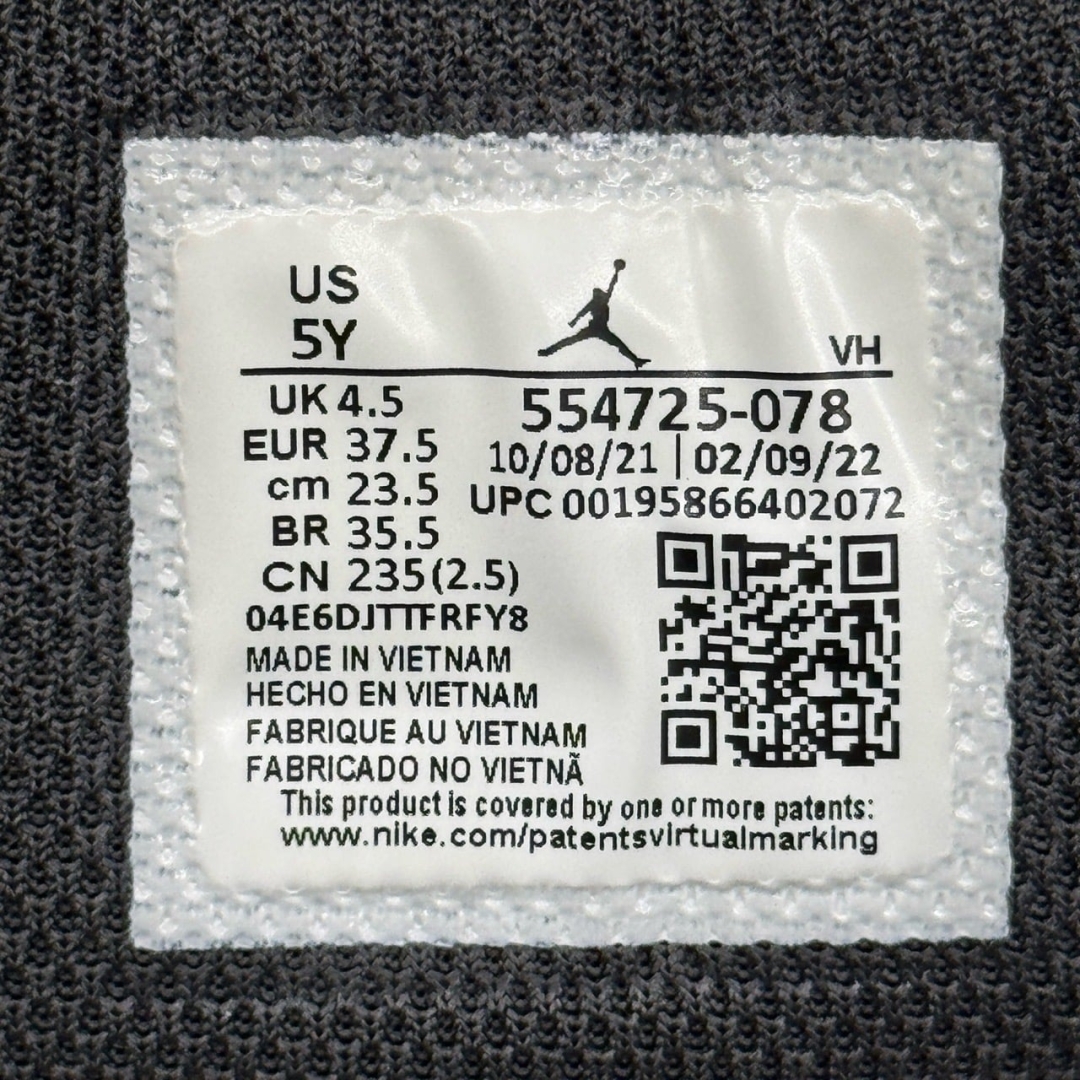 US
5Y
VH
UK 4.5
EUR 37.5
cm 23.5
BR 35.5
CN 235(2.5)
554725-078
10/08/21 | 02/09/22
UPC 00195866402072
04E6DJTTFRFY8
MADE IN VIETNAM
HECHO EN VIETNAM
FABRIQUE AU VIETNAM
FABRICADO NO VIETNÃ
This product is covered by one or more patents:
www.nike.com/patentsvirtualmarking